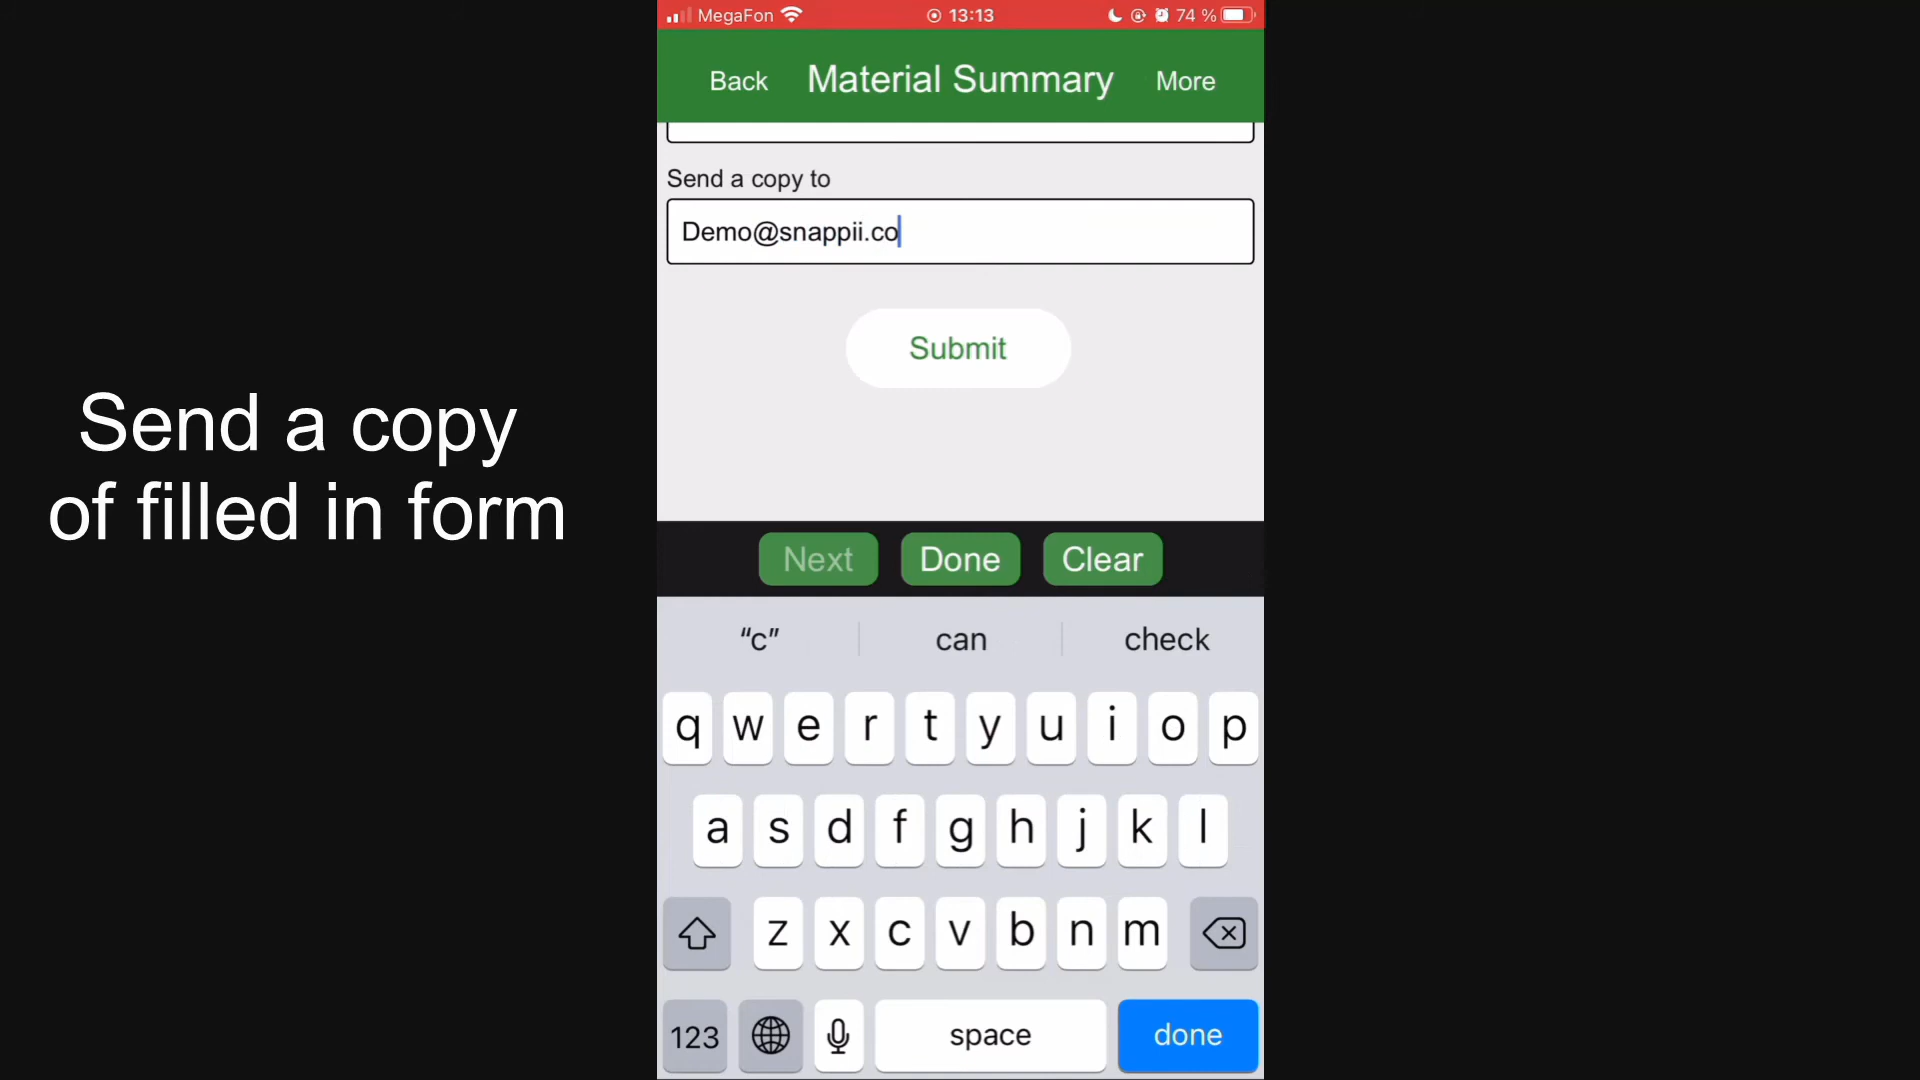 MegaFon 13:13 74 %
Back Material Summary More
Send a copy to
Demo@snappii.co
Submit
Send a copy
of filled in form
Next Done Clear
“c” can check
q w e r t y u i o p
a s d f g h j k l
z x c v b n m
123 space done